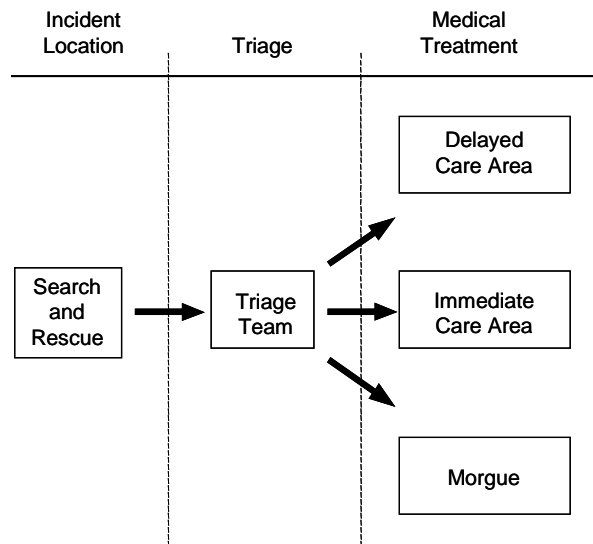 Incident
Location
Triage
Medical
Treatment
Delayed
Care Area
Search
and
Rescue
Triage
Team
Immediate
Care Area
Morgue